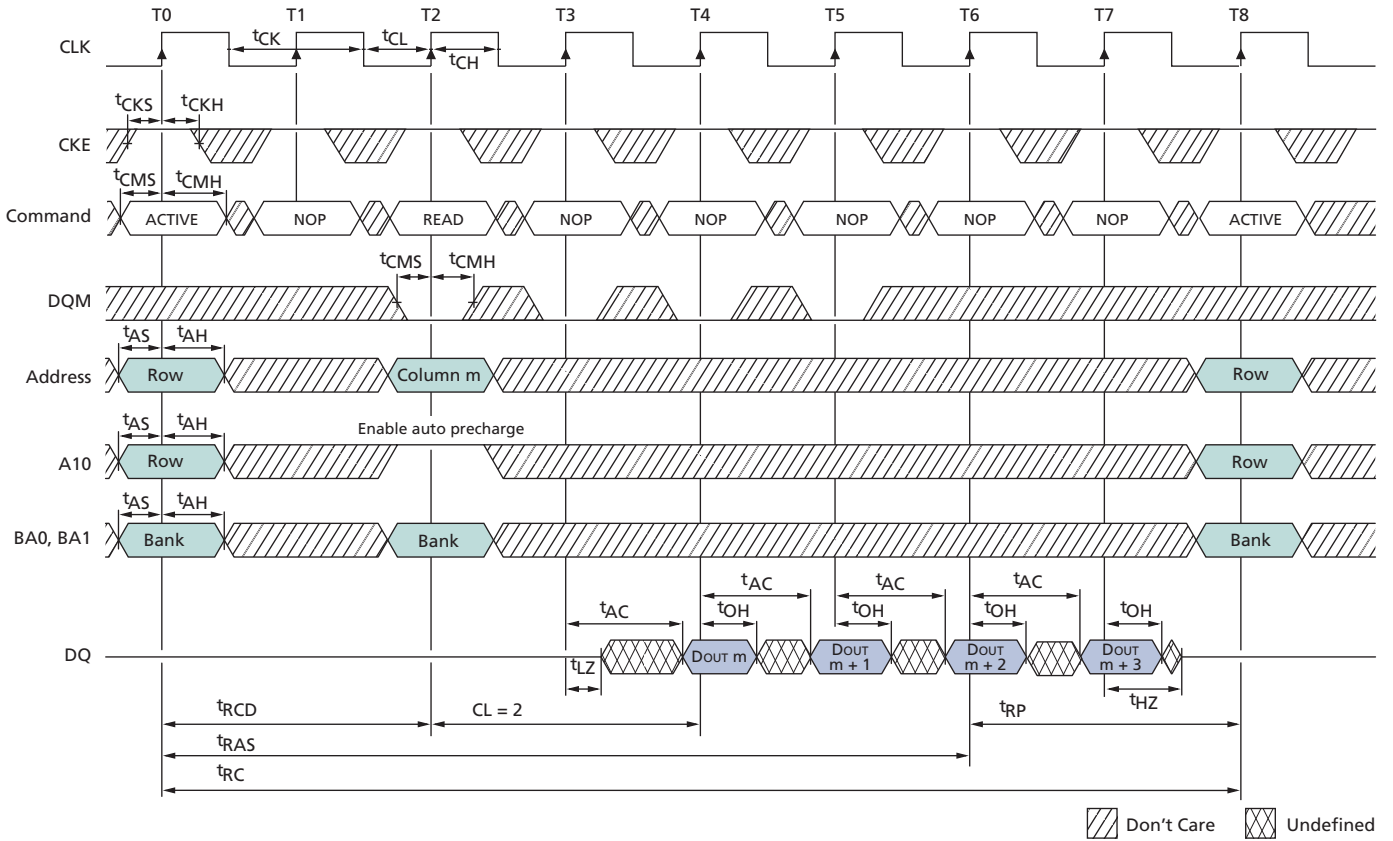 T0 T1 T2 T3 T4 T5 T6 T7 T8
CLK
tCK tCL
tCH
tCKS tCKH
CKE
tCMS tCMH
Command ACTIVE NOP READ NOP NOP NOP NOP NOP ACTIVE
tCMS tCMH
DQM
tAS tAH
Address Row Column m Row
tAS tAH Enable auto precharge
A10 Row Row
tAS tAH
BA0, BA1 Bank Bank Bank
tAC tAC tAC
tAC tOH tOH tOH tOH
DQ DOUT m DOUT m + 1 DOUT m + 2 DOUT m + 3
tLZ tHZ
tRCD CL = 2 tRP
tRAS
tRC
Don't Care Undefined